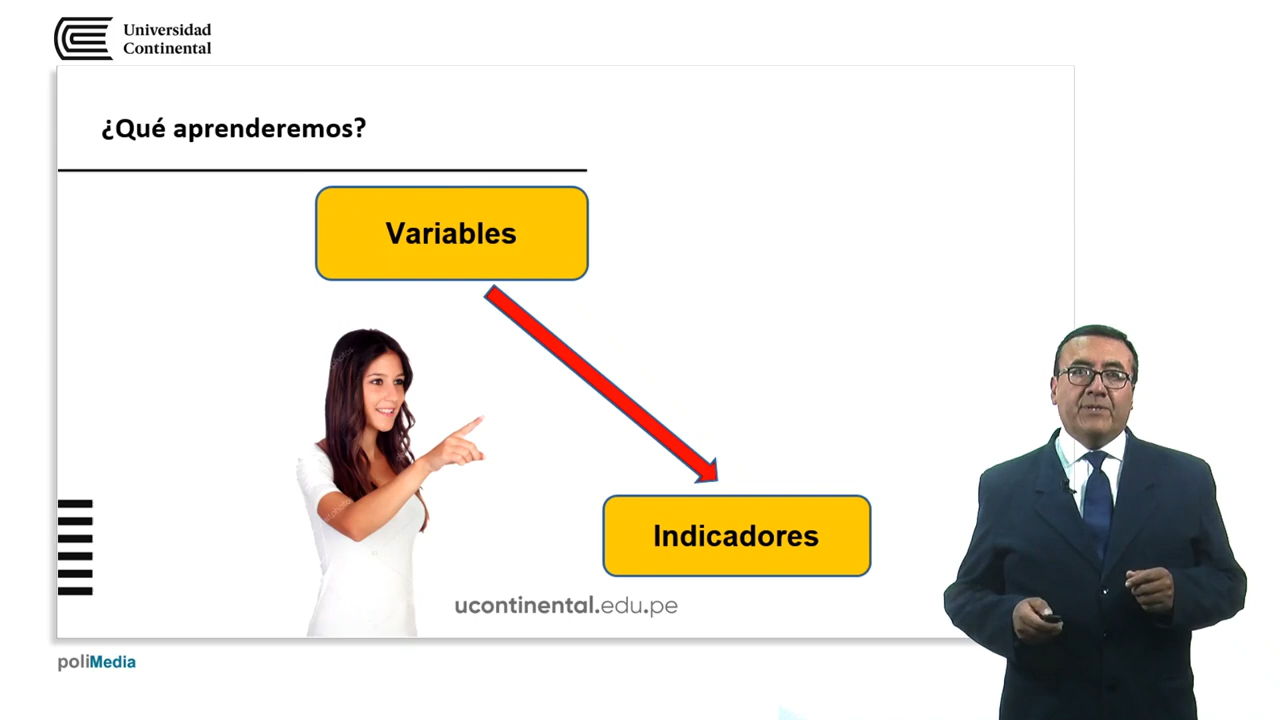 Universidad
Continental
¿Qué aprenderemos?
Variables
Indicadores
ucontinental.edu.pe
poliMedia